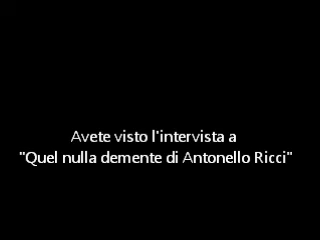 Avete visto l'intervista a
"Quel nulla demente di Antonello Ricci"